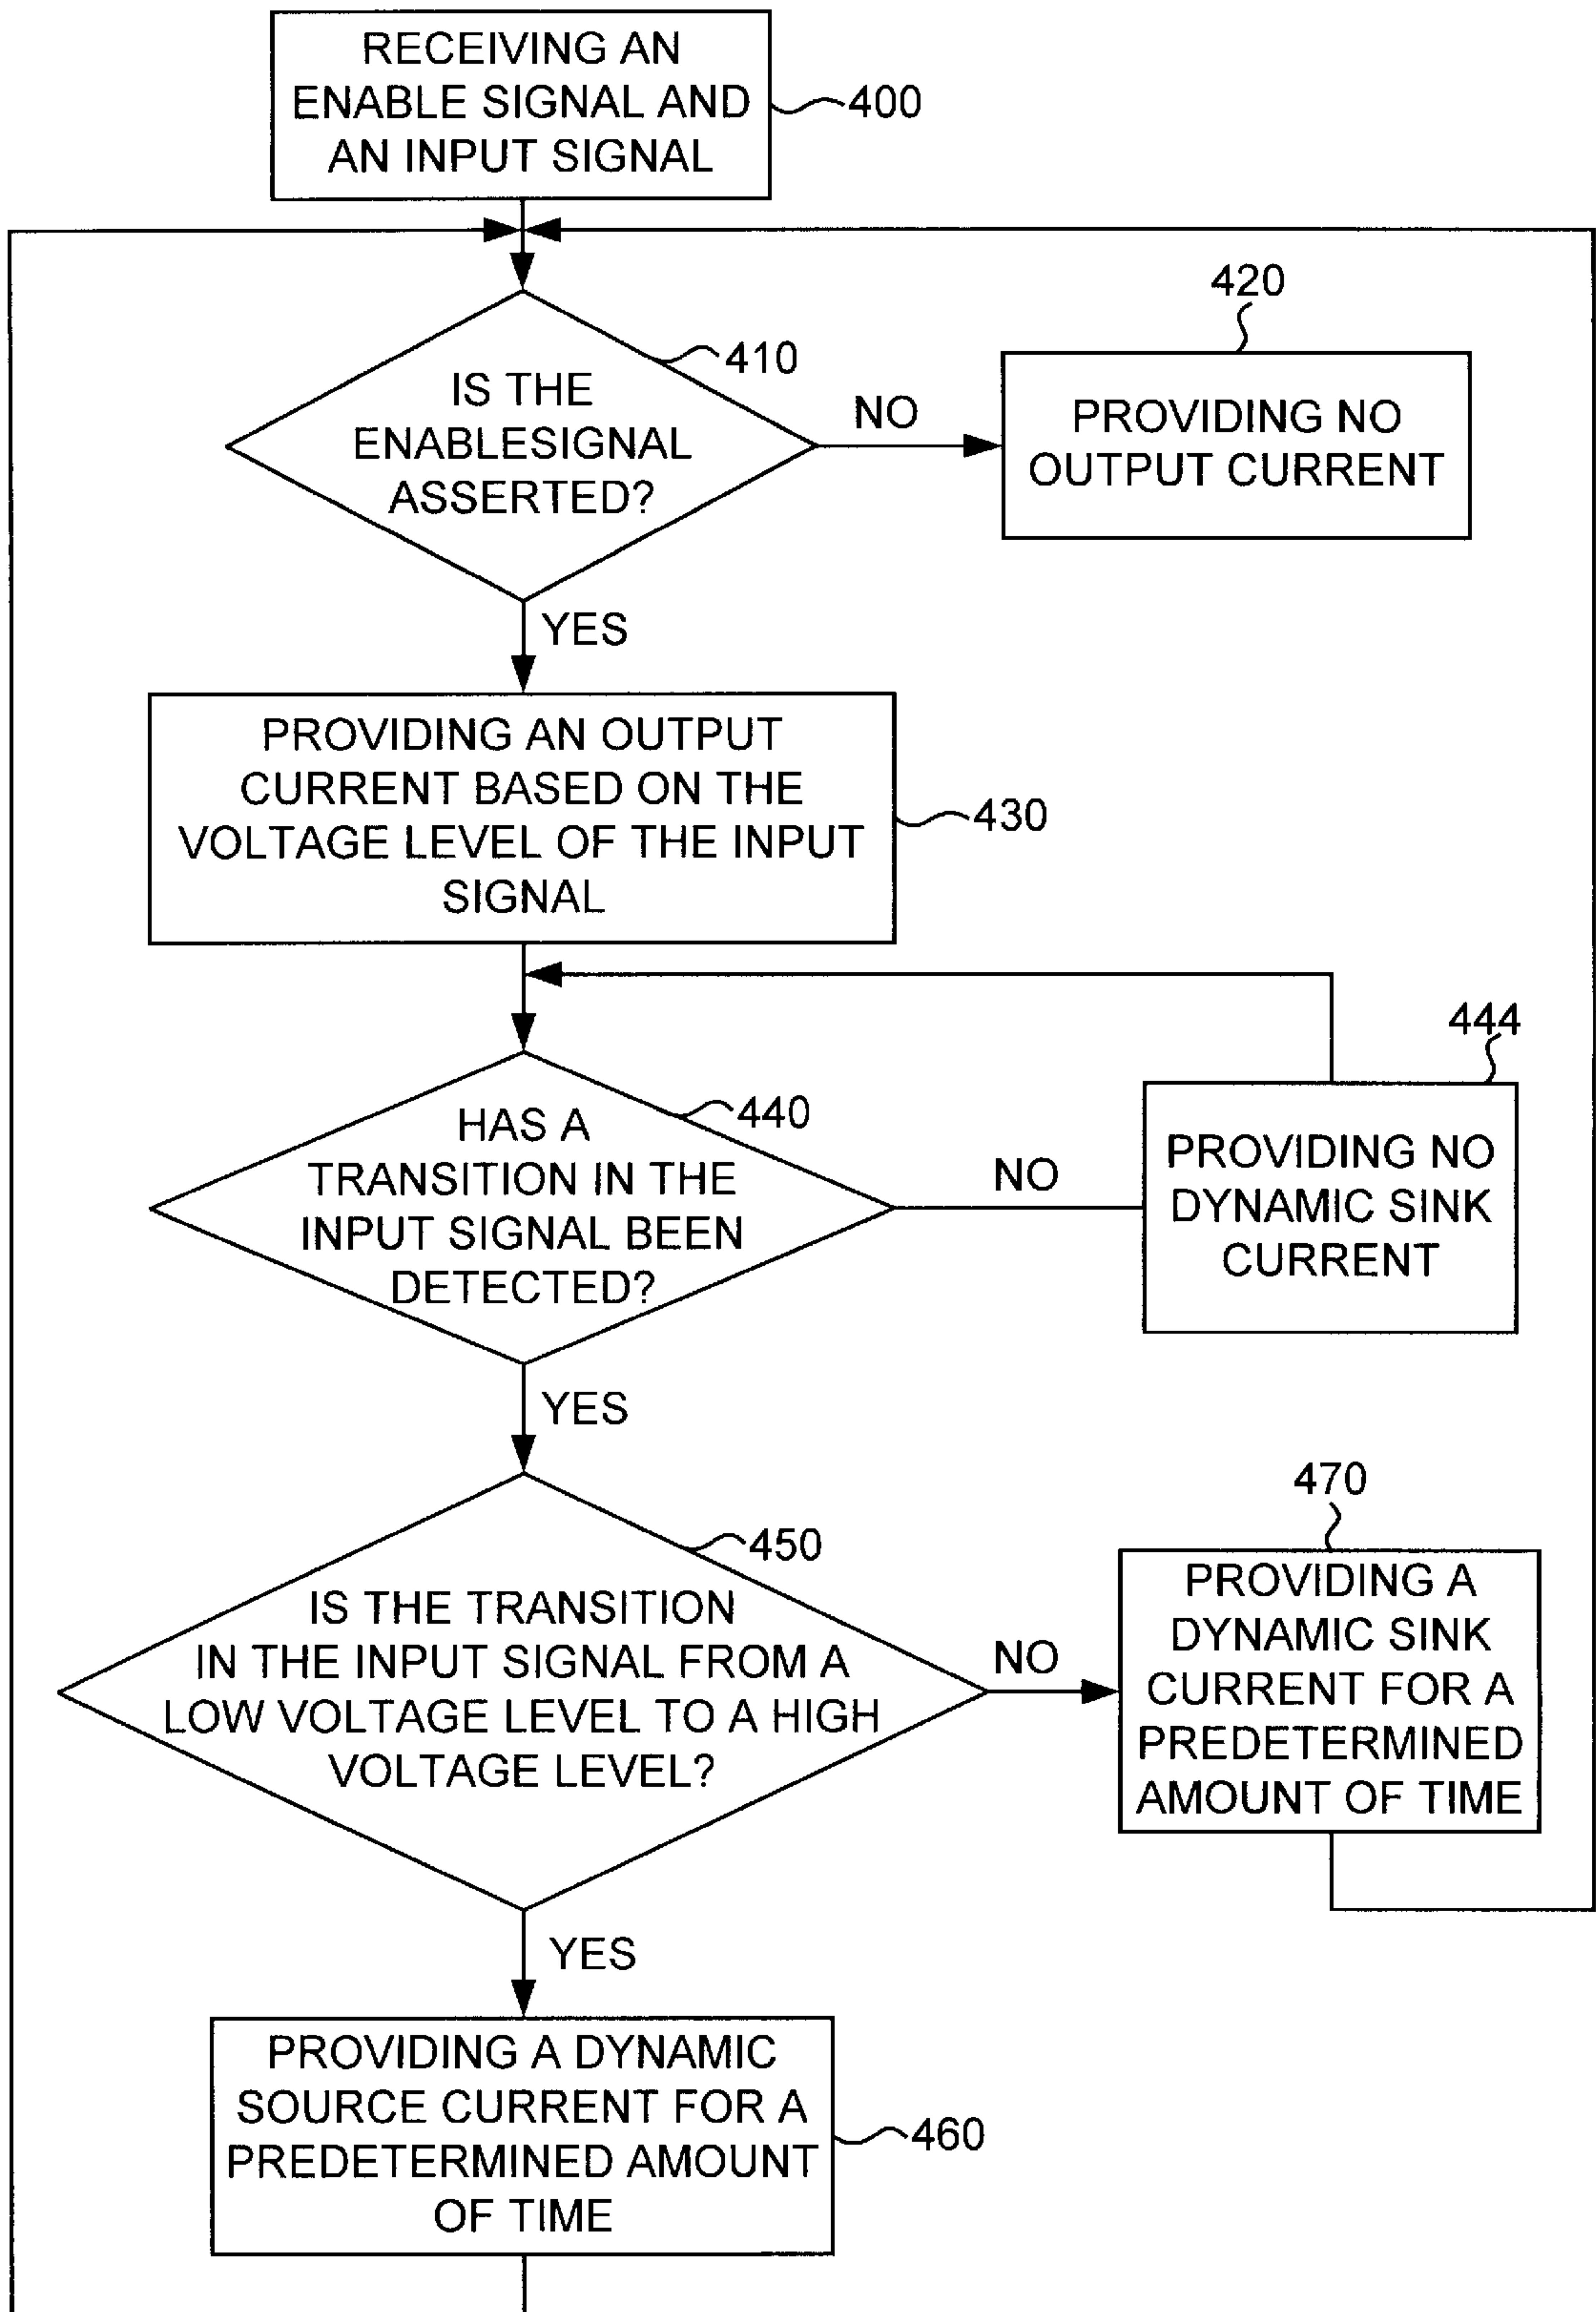 RECEIVING AN
ENABLE SIGNAL AND
AN INPUT SIGNAL
400
410
IS THE
ENABLESIGNAL
ASSERTED?
NO
420
PROVIDING NO
OUTPUT CURRENT
YES
PROVIDING AN OUTPUT
CURRENT BASED ON THE
VOLTAGE LEVEL OF THE INPUT
SIGNAL
430
440
HAS A
TRANSITION IN THE
INPUT SIGNAL BEEN
DETECTED?
NO
444
PROVIDING NO
DYNAMIC SINK
CURRENT
YES
450
IS THE TRANSITION
IN THE INPUT SIGNAL FROM A
LOW VOLTAGE LEVEL TO A HIGH
VOLTAGE LEVEL?
NO
470
PROVIDING A
DYNAMIC SINK
CURRENT FOR A
PREDETERMINED
AMOUNT OF TIME
YES
PROVIDING A DYNAMIC
SOURCE CURRENT FOR A
PREDETERMINED AMOUNT
OF TIME
460